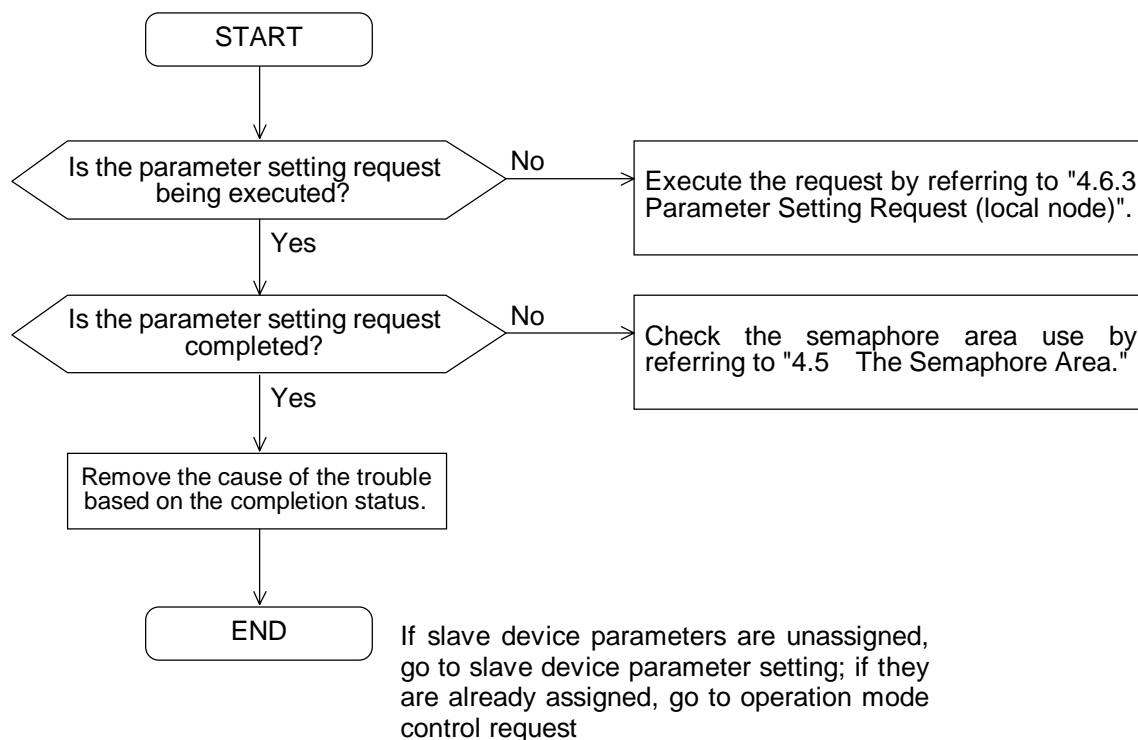 START
Is the parameter setting request
being executed?
No
Execute the request by referring to "4.6.3
Parameter Setting Request (local node)".
Yes
Is the parameter setting request
completed?
No
Check the semaphore area use by
referring to "4.5 The Semaphore Area."
Yes
Remove the cause of the trouble
based on the completion status.
END
If slave device parameters are unassigned,
go to slave device parameter setting; if they
are already assigned, go to operation mode
control request